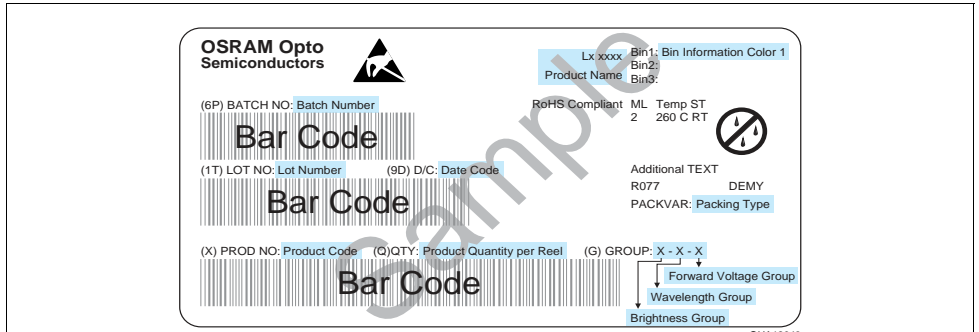 OSRAM Opto
Semiconductors
Lx xxxx
Product Name
Bin1: Bin Information Color 1
Bin2:
Bin3:
(6P) BATCH NO: Batch Number
RoHS Compliant ML Temp ST
2 260 C RT
Bar Code
(1T) LOT NO: Lot Number (9D) D/C: Date Code
Additional TEXT
R077 DEMY
PACKVAR: Packing Type
Bar Code
(X) PROD NO: Product Code (Q)QTY: Product Quantity per Reel (G) GROUP: X - X - X
Bar Code
Forward Voltage Group
Wavelength Group
Brightness Group
Sample